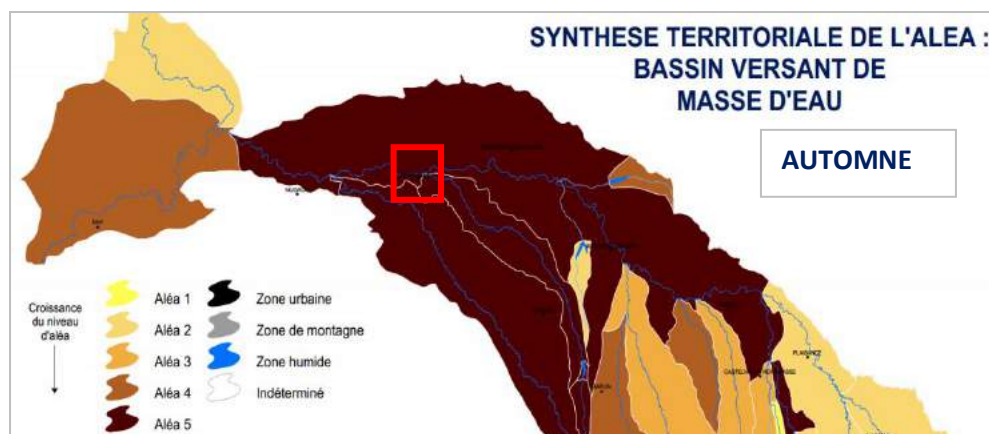 SYNTHESE TERRITORIALE DE L'ALEA :
BASSIN VERSANT DE
MASSE D'EAU
AUTOMNE
PLAISANCE
Croissance
du niveau
d'aléa
Aléa 1
Aléa 2
Aléa 3
Aléa 4
Aléa 5
Zone urbaine
Zone de montagne
Zone humide
Indéterminé